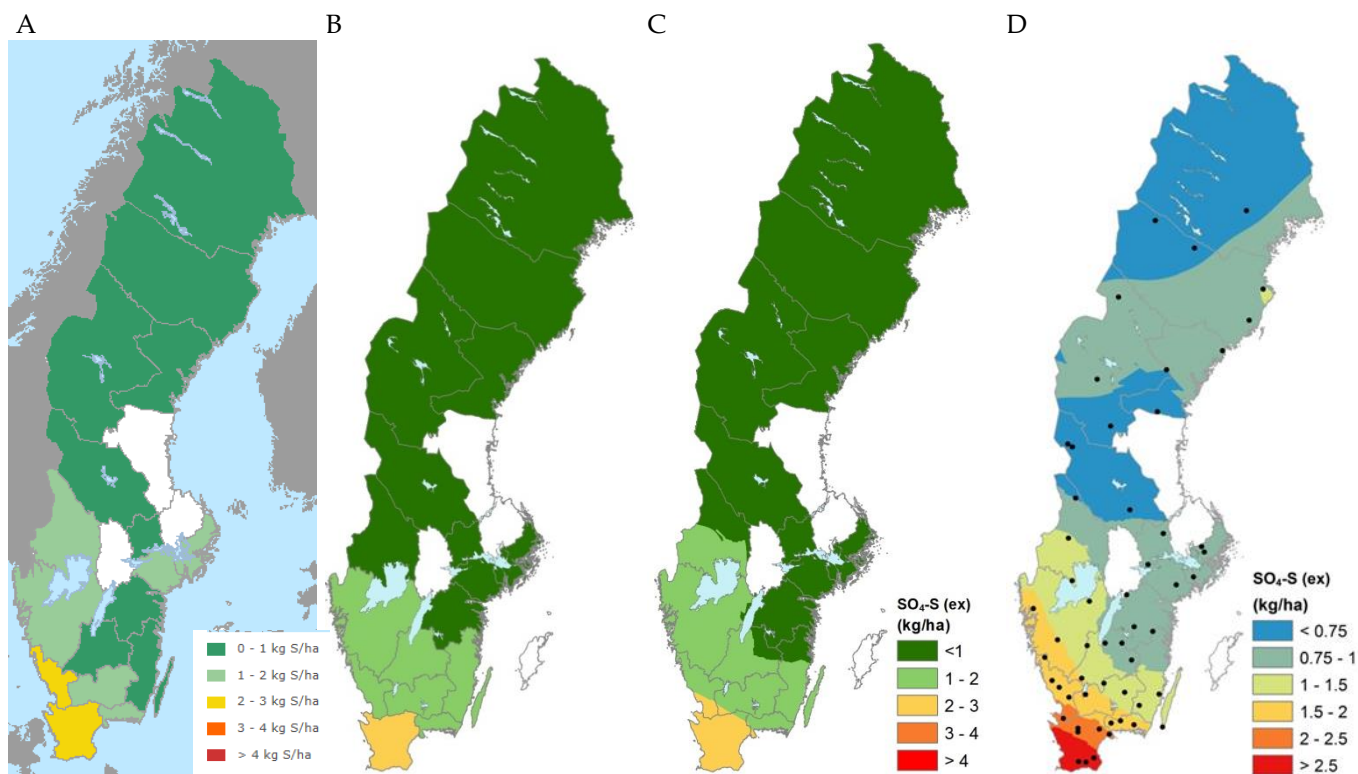 A
B
C
D
0 - 1 kg S/ha
1 - 2 kg S/ha
2 - 3 kg S/ha
3 - 4 kg S/ha
> 4 kg S/ha
SO₄-S (ex)
(kg/ha)
<1
1 - 2
2 - 3
3 - 4
> 4
SO₄-S (ex)
(kg/ha)
< 0.75
0.75 - 1
1 - 1.5
1.5 - 2
2 - 2.5
> 2.5